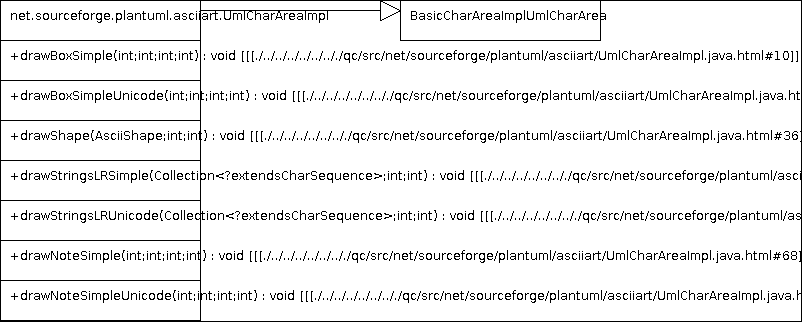 net.sourceforge.plantuml.asciiart.UmlCharAreaImpl
BasicCharAreaImplUmlCharArea
+drawBoxSimple(int;int;int;int) : void [[[./../../../../../../../qc/src/net/sourceforge/plantuml/asciiart/UmlCharAreaImpl.java.html#10]]
+drawBoxSimpleUnicode(int;int;int;int) : void [[[./../../../../../../../qc/src/net/sourceforge/plantuml/asciiart/UmlCharAreaImpl.java.ht
+drawShape(AsciiShape;int;int) : void [[[./../../../../../../../qc/src/net/sourceforge/plantuml/asciiart/UmlCharAreaImpl.java.html#36]
+drawStringsLRSimple(Collection<?extendsCharSequence>;int;int) : void [[[./../../../../../../../qc/src/net/sourceforge/plantuml/asci
+drawStringsLRUnicode(Collection<?extendsCharSequence>;int;int) : void [[[./../../../../../../../qc/src/net/sourceforge/plantuml/as
+drawNoteSimple(int;int;int;int) : void [[[./../../../../../../../qc/src/net/sourceforge/plantuml/asciiart/UmlCharAreaImpl.java.html#68]
+drawNoteSimpleUnicode(int;int;int;int) : void [[[./../../../../../../../qc/src/net/sourceforge/plantuml/asciiart/UmlCharAreaImpl.java.h